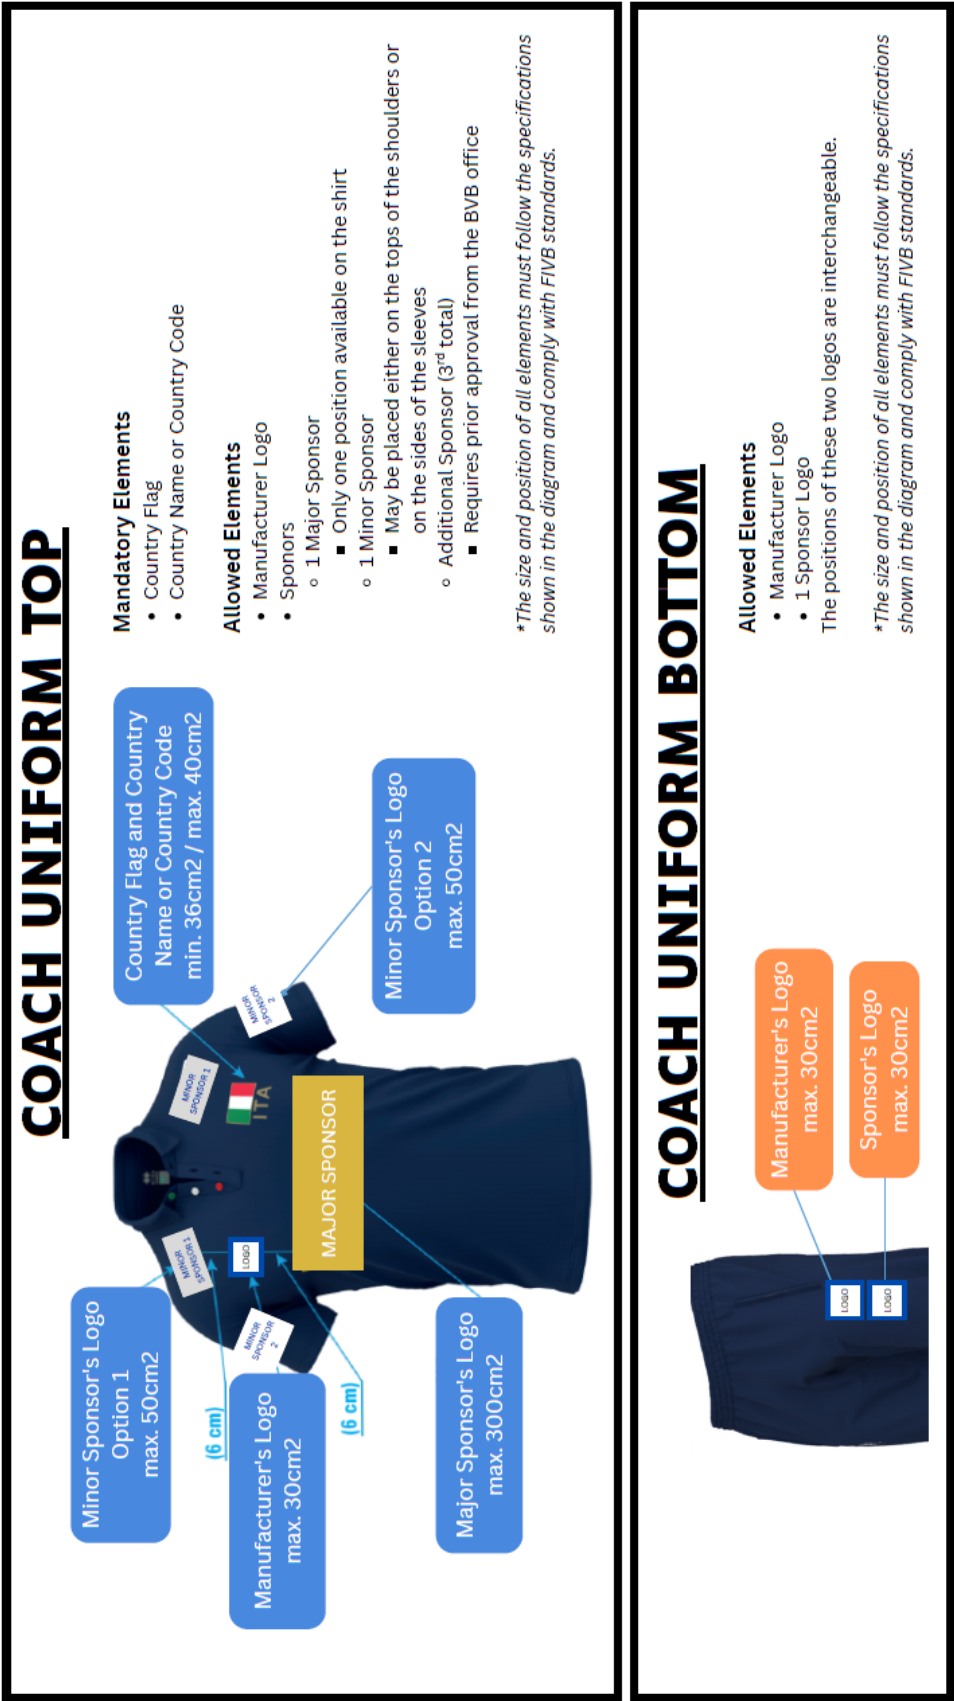 COACH UNIFORM TOP
Minor Sponsor's Logo
Option 1
max. 50cm2
(6 cm)
Manufacturer's Logo
max. 30cm2
(6 cm)
Major Sponsor's Logo
max. 300cm2
MINOR
SPONSOR 1
MINOR
SPONSOR 2
LOGO
MAJOR SPONSOR
MINOR
SPONSOR 1
ITA
MINOR
SPONSOR
2
Country Flag and Country
Name or Country Code
min. 36cm2 / max. 40cm2
Minor Sponsor's Logo
Option 2
max. 50cm2
Mandatory Elements
• Country Flag
• Country Name or Country Code
Allowed Elements
• Manufacturer Logo
• Sponors
○ 1 Major Sponsor
▪ Only one position available on the shirt
○ 1 Minor Sponsor
▪ May be placed either on the tops of the shoulders or
on the sides of the sleeves
○ Additional Sponsor (3rd total)
▪ Requires prior approval from the BVB office
*The size and position of all elements must follow the specifications
shown in the diagram and comply with FIVB standards.
COACH UNIFORM BOTTOM
LOGO
LOGO
Manufacturer's Logo
max. 30cm2
Sponsor's Logo
max. 30cm2
Allowed Elements
• Manufacturer Logo
• 1 Sponsor Logo
The positions of these two logos are interchangeable.
*The size and position of all elements must follow the specifications
shown in the diagram and comply with FIVB standards.